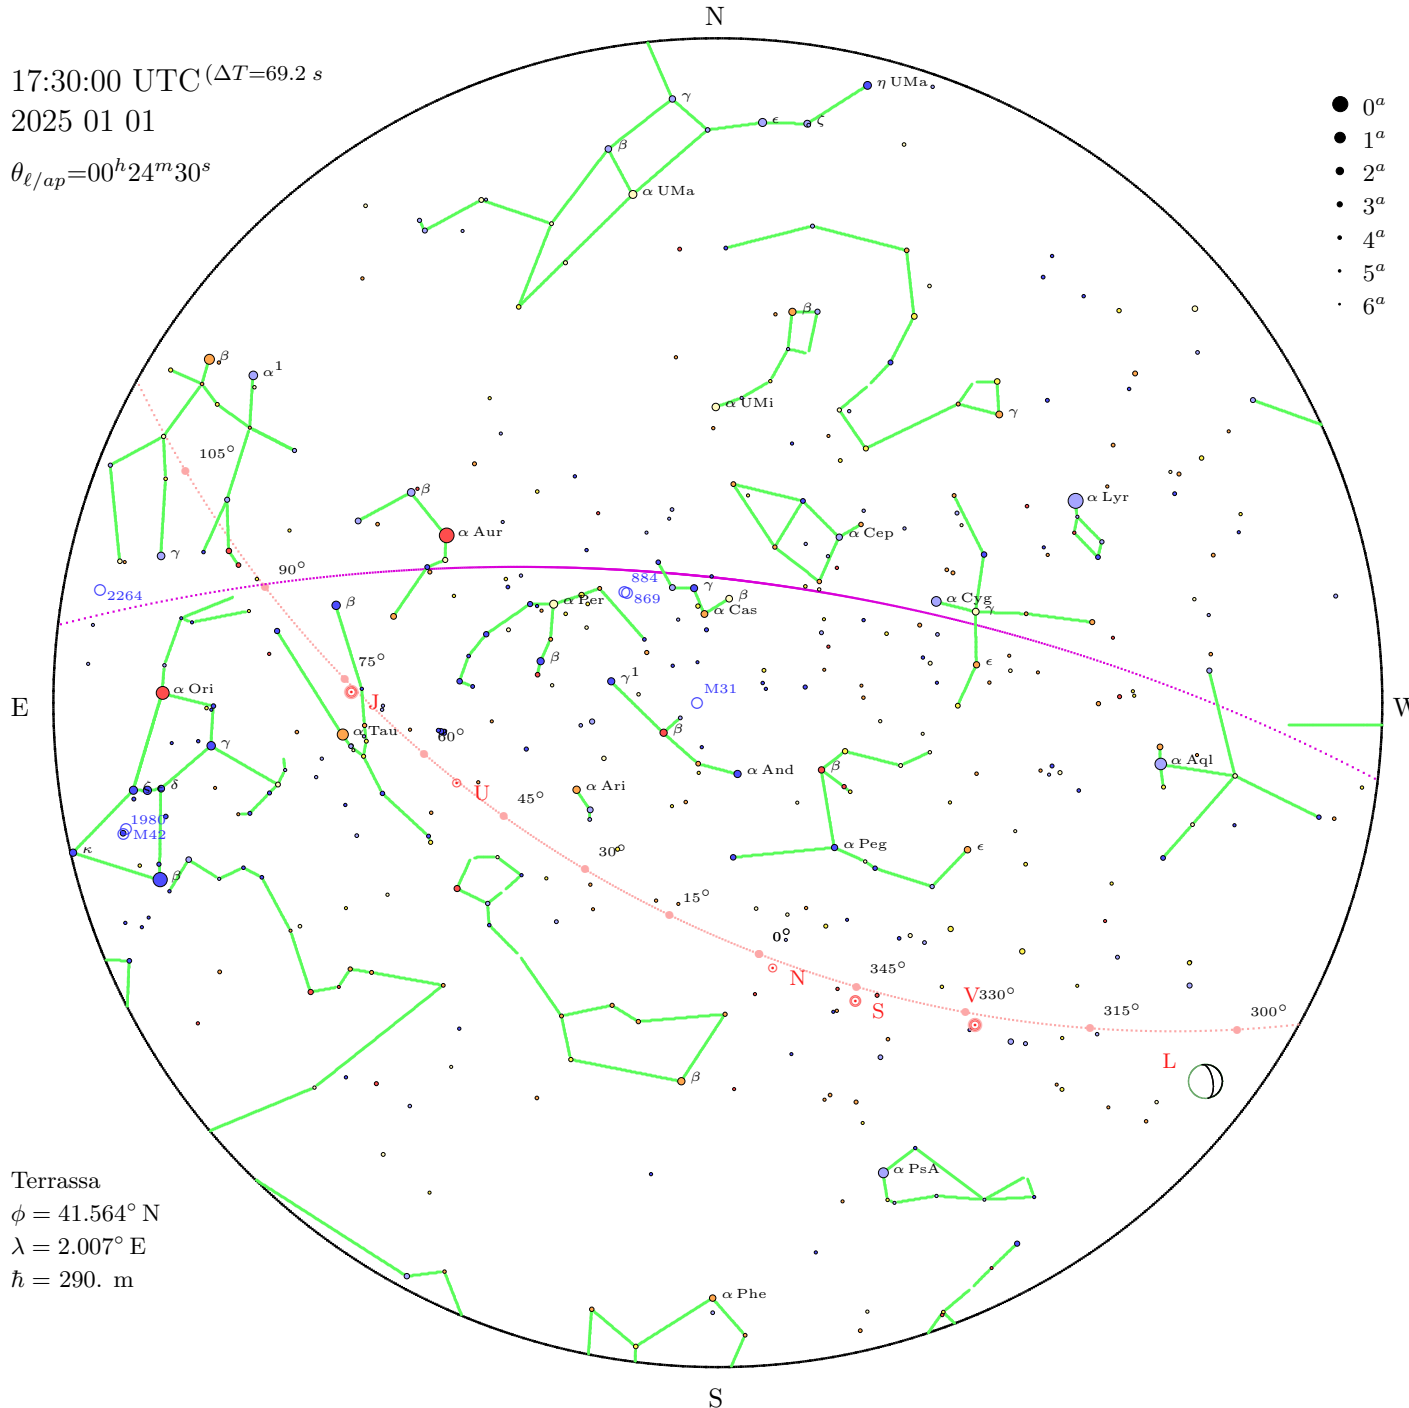 N
17:30:00 UTC (ΔT=69.2 s
2025 01 01
θℓ/ap=00h24m30s
0a
1a
2a
3a
4a
5a
6a
η UMa
γ
ϵ
ζ
β
α UMa
β
β
α1
α UMi
γ
105°
β
α Lyr
α Aur
α Cep
γ
90°
2264
884
869
γ
β
α Per
α Cas
α Cyg
γ
β
75°
β
γ1
ϵ
α Ori
M31
E
J
W
α Tau
60°
β
γ
α And
β
α Aql
ζ
δ
U
α Ari
45°
1980
M42
κ
30°
α Peg
ϵ
β
15°
0°
345°
N
V
330°
S
315°
300°
L
β
α PsA
Terrassa
ϕ = 41.564° N
λ = 2.007° E
ℏ = 290. m
α Phe
S